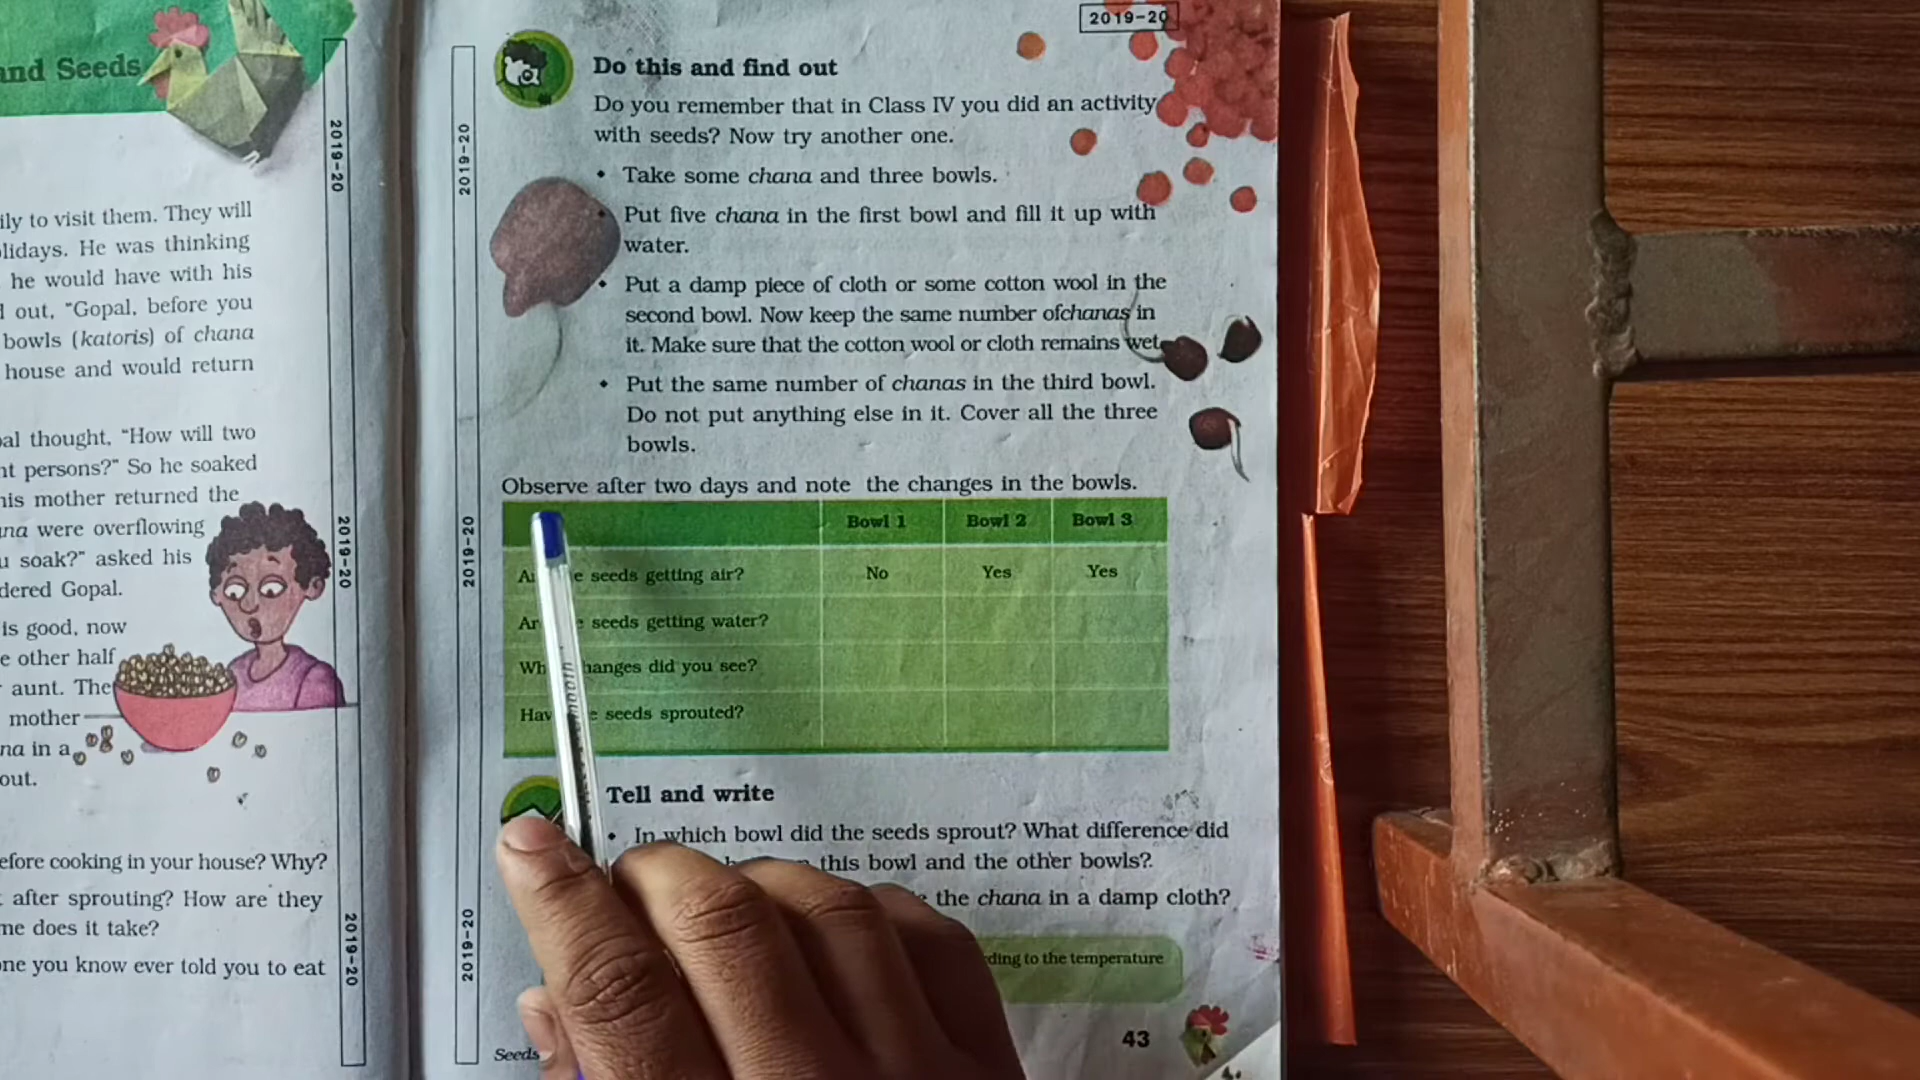 and Seeds
2019-20
ily to visit them. They will
lidays. He was thinking
he would have with his
out, "Gopal, before you
bowls (katoris) of chana
house and would return
al thought, "How will two
persons?" So he soaked
his mother returned the
were overflowing
soak?" asked his
dered Gopal.
is good, now
e other half
aunt. The
mother
in a
out.
2019-20
efore cooking in your house? Why?
after sprouting? How are they
me does it take?
ne you know ever told you to eat
2019-20
2019-20
2019-20
2019-20
2019-20
Do this and find out
Do you remember that in Class IV you did an activity
with seeds? Now try another one.
• Take some chana and three bowls.
• Put five chana in the first bowl and fill it up with
water.
• Put a damp piece of cloth or some cotton wool in the
second bowl. Now keep the same number ofchanas in
it. Make sure that the cotton wool or cloth remains wet.
• Put the same number of chanas in the third bowl.
Do not put anything else in it. Cover all the three
bowls.
Observe after two days and note the changes in the bowls.
Bowl 1 Bowl 2 Bowl 3
seeds getting air? No Yes Yes
seeds getting water?
did you see?
seeds sprouted?
Tell and write
• In which bowl did the seeds sprout? What difference did
this bowl and the other bowls?
the chana in a damp cloth?
to the temperature
Seeds
43